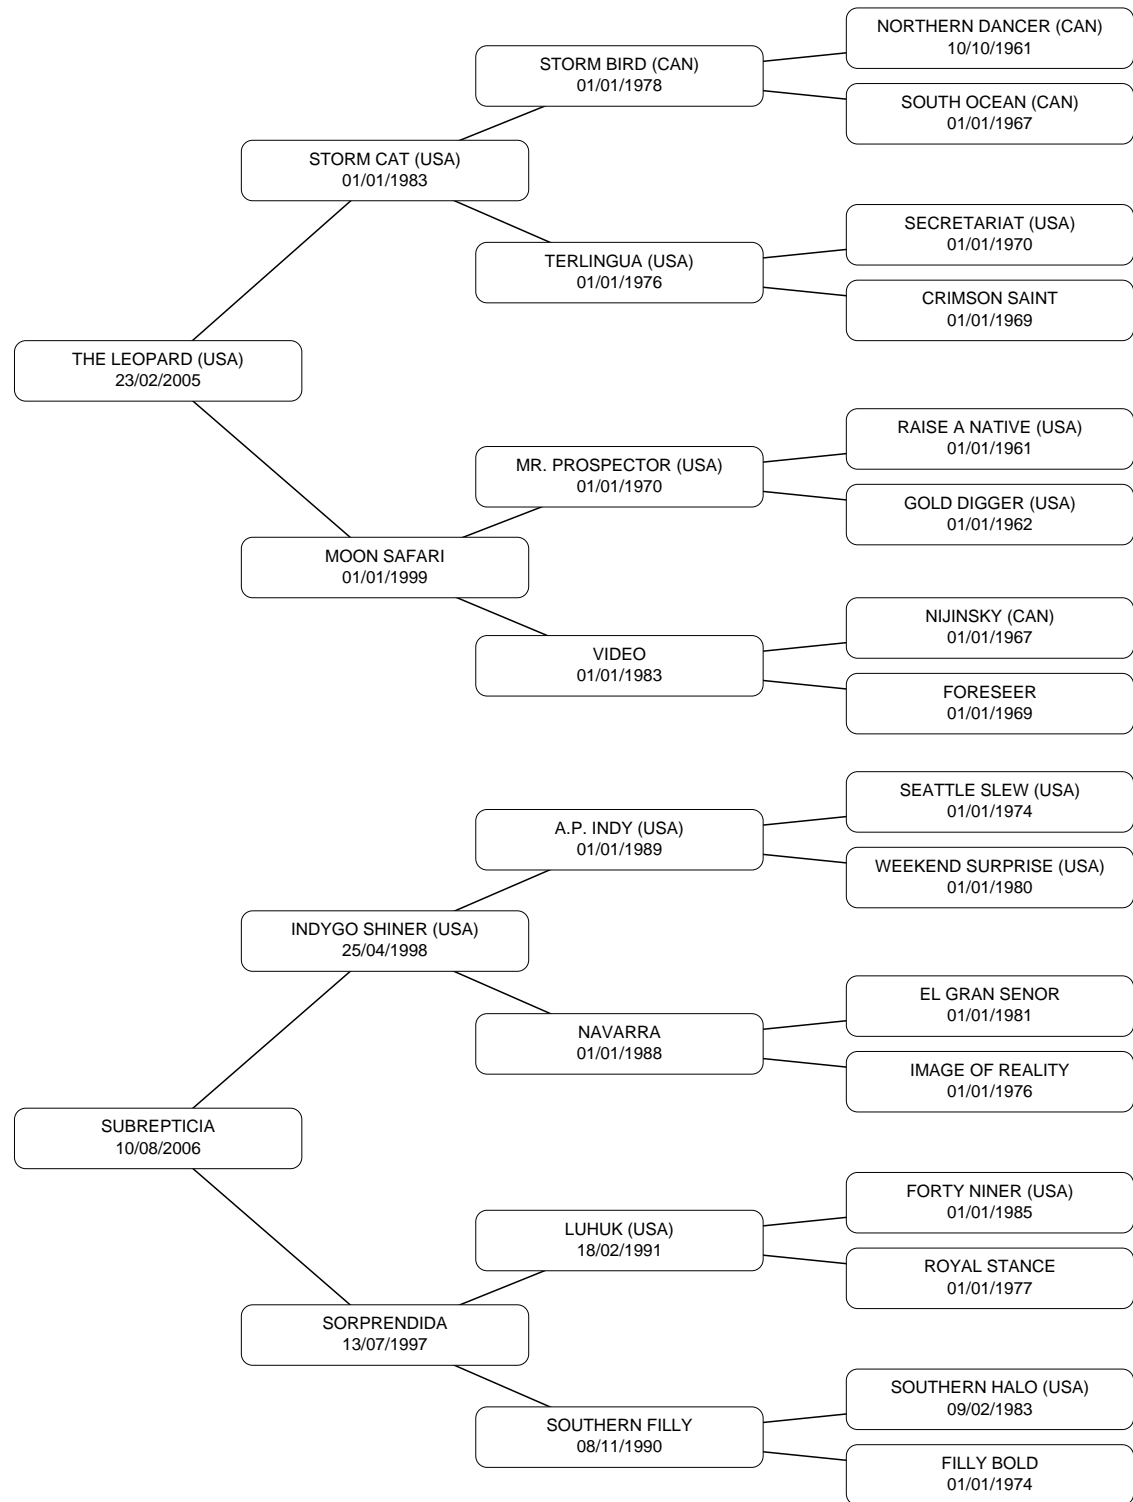 NORTHERN DANCER (CAN)
10/10/1961
STORM BIRD (CAN)
01/01/1978
SOUTH OCEAN (CAN)
01/01/1967
STORM CAT (USA)
01/01/1983
SECRETARIAT (USA)
01/01/1970
TERLINGUA (USA)
01/01/1976
CRIMSON SAINT
01/01/1969
THE LEOPARD (USA)
23/02/2005
RAISE A NATIVE (USA)
01/01/1961
MR. PROSPECTOR (USA)
01/01/1970
GOLD DIGGER (USA)
01/01/1962
MOON SAFARI
01/01/1999
NIJINSKY (CAN)
01/01/1967
VIDEO
01/01/1983
FORESEER
01/01/1969
SEATTLE SLEW (USA)
01/01/1974
A.P. INDY (USA)
01/01/1989
WEEKEND SURPRISE (USA)
01/01/1980
INDYGO SHINER (USA)
25/04/1998
EL GRAN SENOR
01/01/1981
NAVARRA
01/01/1988
IMAGE OF REALITY
01/01/1976
SUBREPTICIA
10/08/2006
FORTY NINER (USA)
01/01/1985
LUHUK (USA)
18/02/1991
ROYAL STANCE
01/01/1977
SORPRENDIDA
13/07/1997
SOUTHERN HALO (USA)
09/02/1983
SOUTHERN FILLY
08/11/1990
FILLY BOLD
01/01/1974